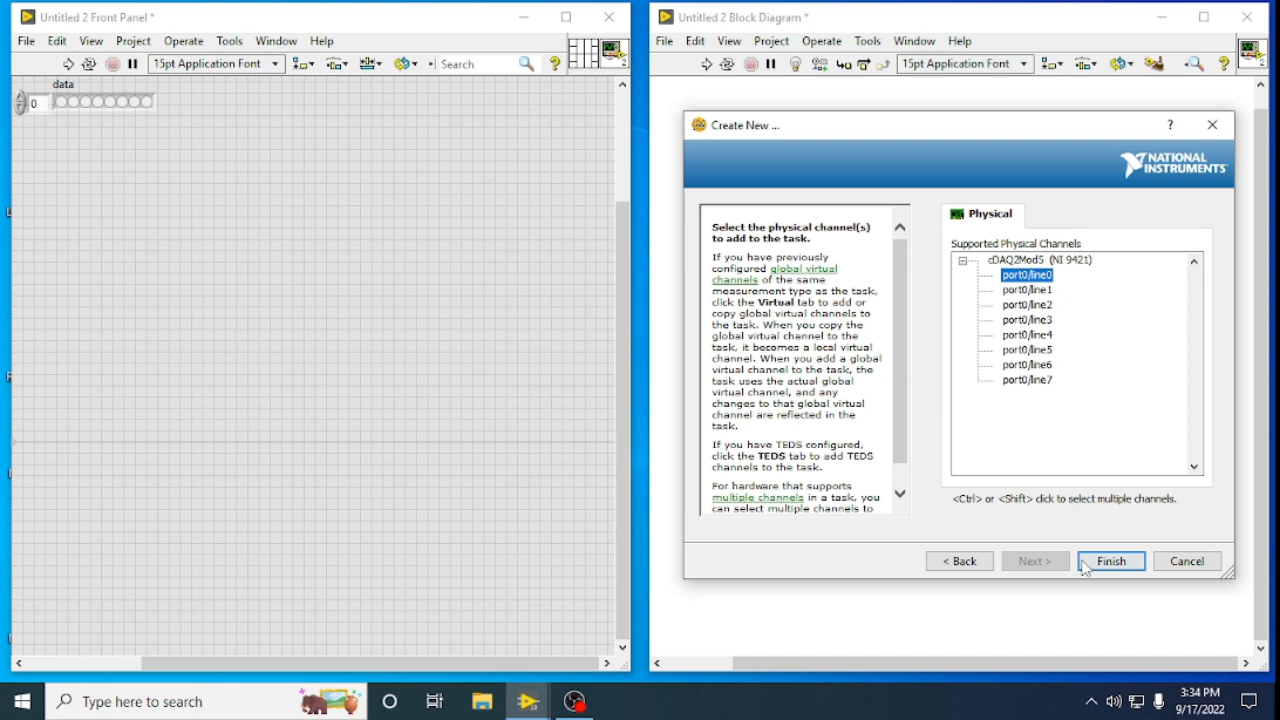 Untitled 2 Front Panel *
File Edit View Project Operate Tools Window Help
15pt Application Font
Search
data
0
Untitled 2 Block Diagram *
File Edit View Project Operate Tools Window Help
15pt Application Font
Create New ...
NATIONAL
INSTRUMENTS
Select the physical channel(s)
to add to the task.
If you have previously
configured global virtual
channels of the same
measurement type as the task,
click the Virtual tab to add or
copy global virtual channels to
the task. When you copy the
global virtual channel to the
task, it becomes a local virtual
channel. When you add a global
virtual channel to the task, the
task uses the actual global
virtual channel, and any
changes to that global virtual
channel are reflected in the
task.
If you have TEDS configured,
click the TEDS tab to add TEDS
channels to the task.
For hardware that supports
multiple channels in a task, you
can select multiple channels to
Physical
Supported Physical Channels
cDAQ2Mod5 (NI 9421)
port0/line0
port0/line1
port0/line2
port0/line3
port0/line4
port0/line5
port0/line6
port0/line7
<Ctrl> or <Shift> click to select multiple channels.
< Back
Next >
Finish
Cancel
Type here to search
3:34 PM
9/17/2022